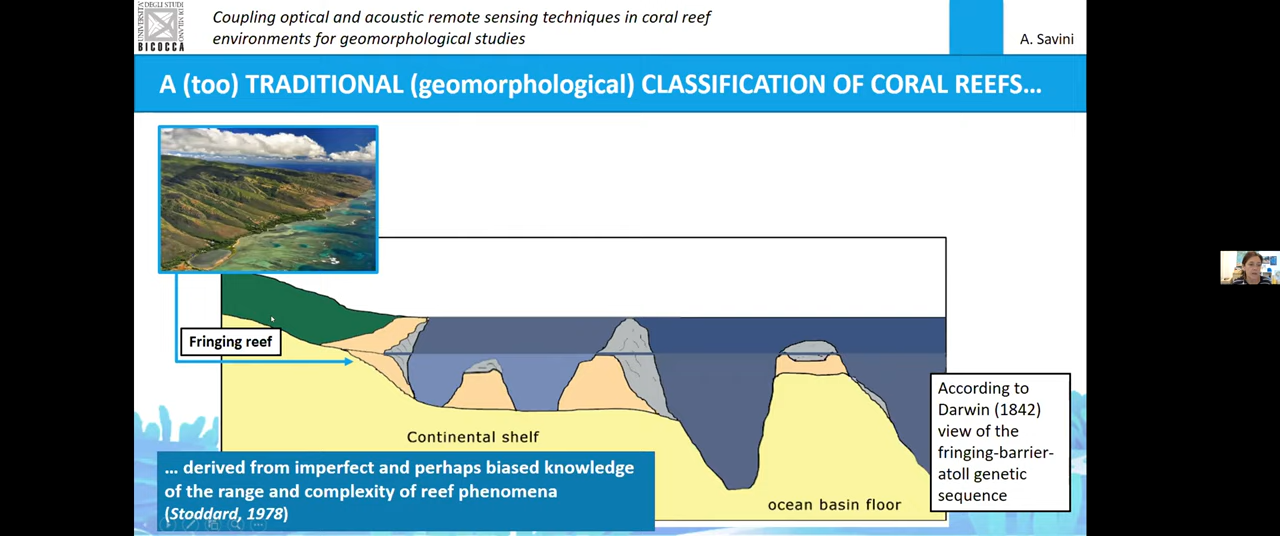 UNIVERSITÀ
DEGLI STUDI
DI MILANO
BICOCCA
Coupling optical and acoustic remote sensing techniques in coral reef
environments for geomorphological studies
A. Savini
A (too) TRADITIONAL (geomorphological) CLASSIFICATION OF CORAL REEFS...
Fringing reef
According to
Darwin (1842)
view of the
fringing-barrier-
atoll genetic
sequence
Continental shelf
... derived from imperfect and perhaps biased knowledge
of the range and complexity of reef phenomena
(Stoddard, 1978)
ocean basin floor